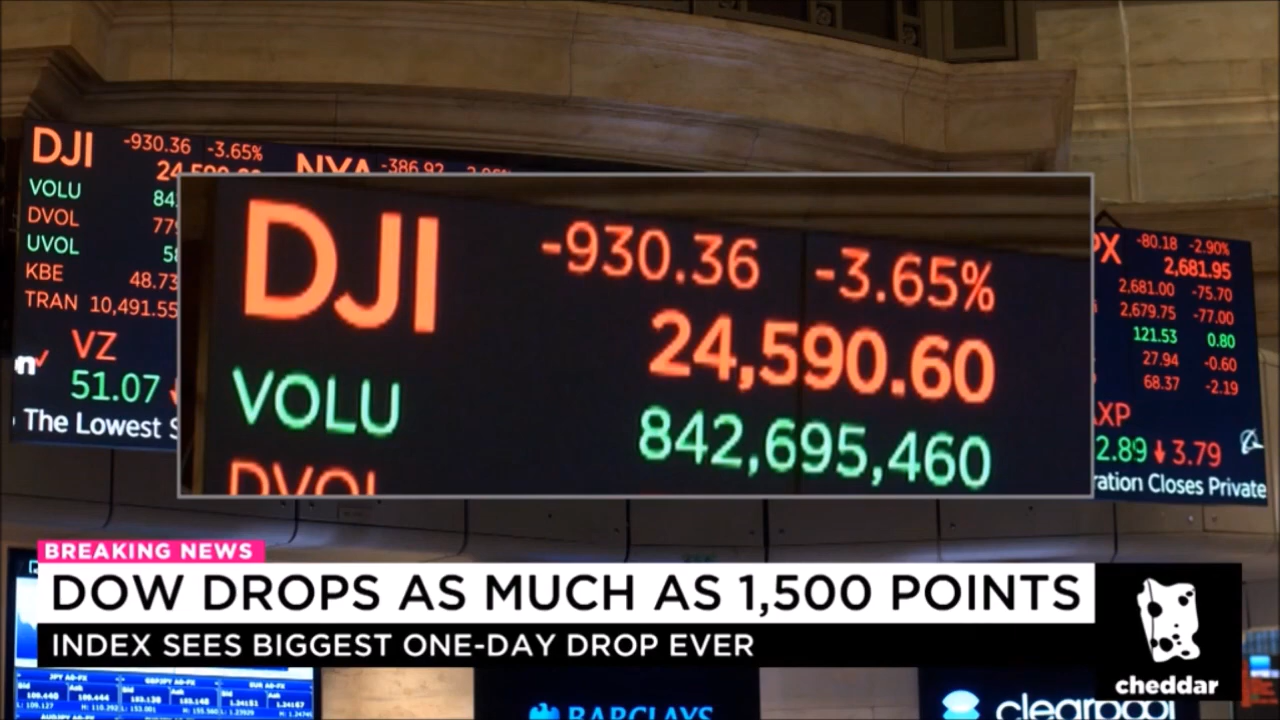 DJI -930.36 -3.65%
VOLU
DVOL
UVOL
KBE 48.73
TRAN 10,491.55
VZ
51.07
The Lowest
-386.92
DJI -930.36 -3.65%
24,590.60
VOLU 842,695,460
DVOL
-80.18 -2.90%
2,681.95
2,681.00 -75.70
2,679.75 -77.00
121.53 0.80
27.94 -0.60
68.37 -2.19
AXP
2.89 3.79
ration Closes Private
BREAKING NEWS
DOW DROPS AS MUCH AS 1,500 POINTS
INDEX SEES BIGGEST ONE-DAY DROP EVER
cheddar
BARCLAYS
clearpool